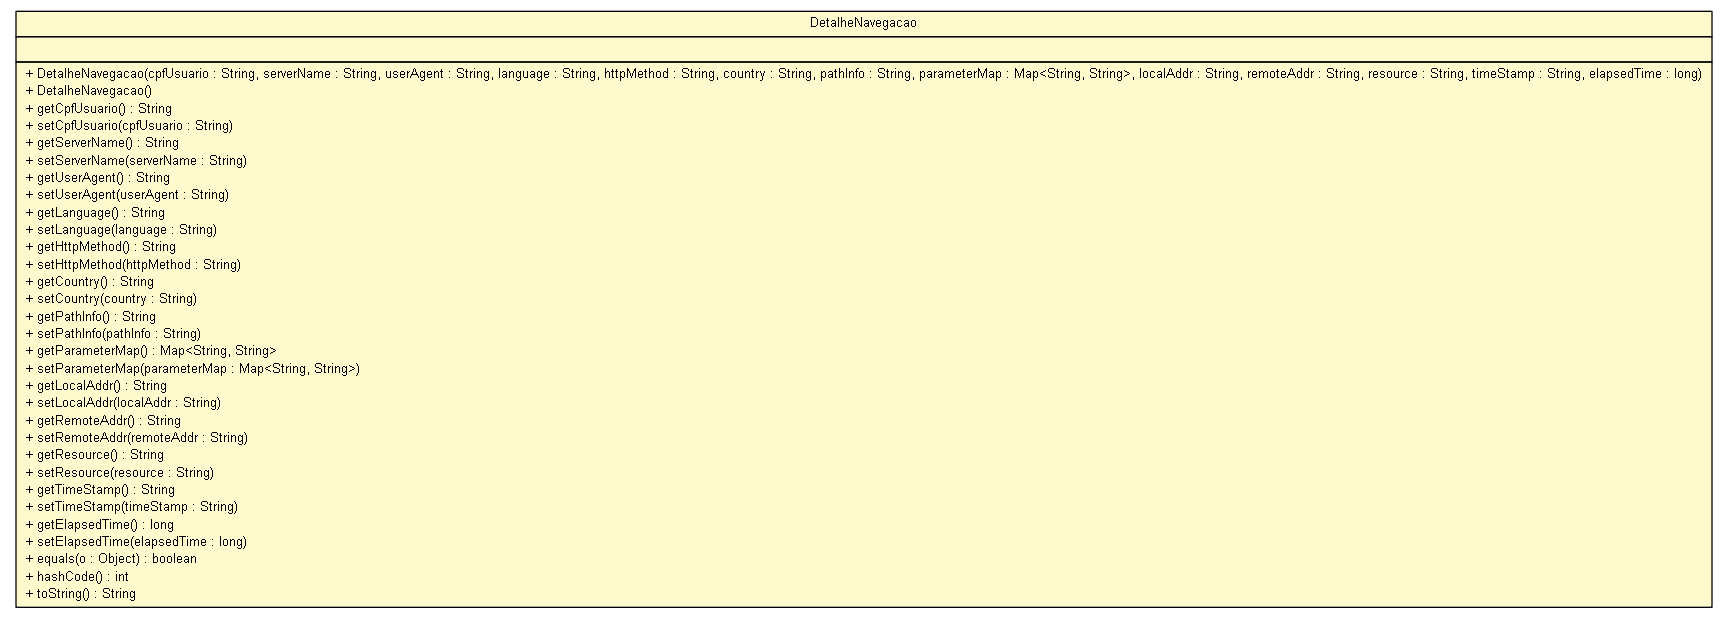 DetalheNavegacao
+ DetalheNavegacao(cpfUsuario : String, serverName : String, userAgent : String, language : String, httpMethod : String, country : String, pathInfo : String, parameterMap : Map<String, String>, localAddr : String, remoteAddr : String, resource : String, timeStamp : String, elapsedTime : long)
+ DetalheNavegacao()
+ getCpfUsuario() : String
+ setCpfUsuario(cpfUsuario : String)
+ getServerName() : String
+ setServerName(serverName : String)
+ getUserAgent() : String
+ setUserAgent(userAgent : String)
+ getLanguage() : String
+ setLanguage(language : String)
+ getHttpMethod() : String
+ setHttpMethod(httpMethod : String)
+ getCountry() : String
+ setCountry(country : String)
+ getPathInfo() : String
+ setPathInfo(pathInfo : String)
+ getParameterMap() : Map<String, String>
+ setParameterMap(parameterMap : Map<String, String>)
+ getLocalAddr() : String
+ setLocalAddr(localAddr : String)
+ getRemoteAddr() : String
+ setRemoteAddr(remoteAddr : String)
+ getResource() : String
+ setResource(resource : String)
+ getTimeStamp() : String
+ setTimeStamp(timeStamp : String)
+ getElapsedTime() : long
+ setElapsedTime(elapsedTime : long)
+ equals(o : Object) : boolean
+ hashCode() : int
+ toString() : String